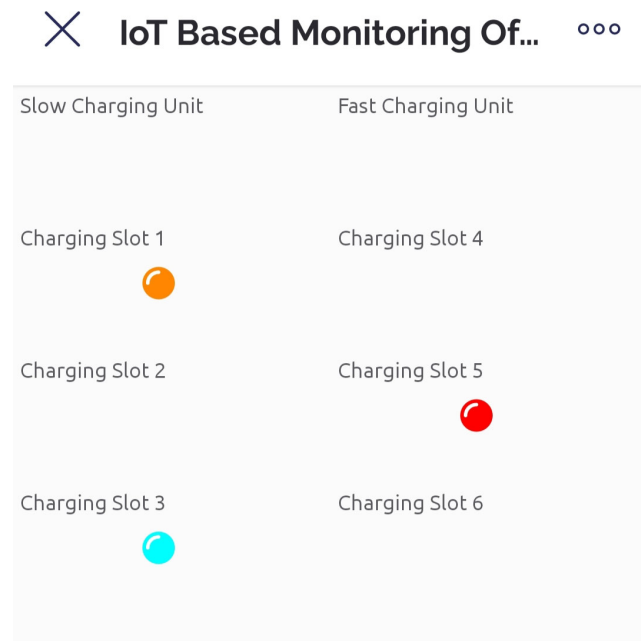 IoT Based Monitoring Of...
Slow Charging Unit
Fast Charging Unit
Charging Slot 1
Charging Slot 4
Charging Slot 2
Charging Slot 5
Charging Slot 3
Charging Slot 6